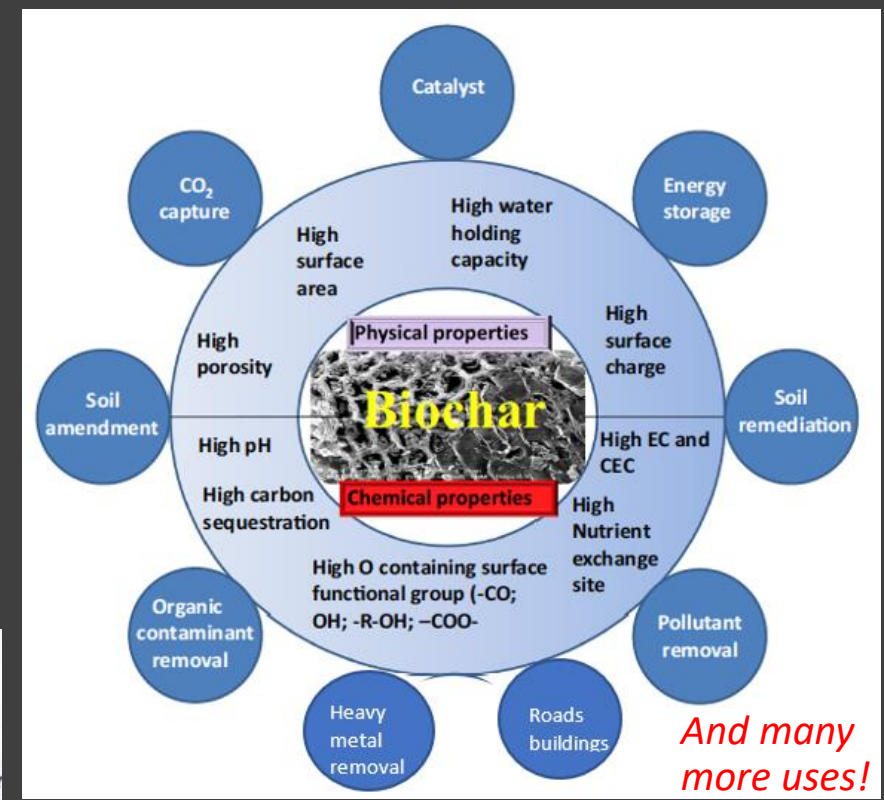 Catalyst
CO₂
capture
Energy
storage
High water
holding
capacity
High
surface
area
High
surface
charge
High
porosity
Physical properties
Biochar
Soil
amendment
Soil
remediation
High pH
High EC and
CEC
High carbon
sequestration
Chemical properties
High
Nutrient
exchange
site
High O containing surface
functional group (-CO;
OH; -R-OH; –COO-
Organic
contaminant
removal
Pollutant
removal
Heavy
metal
removal
Roads
buildings
And many
more uses!